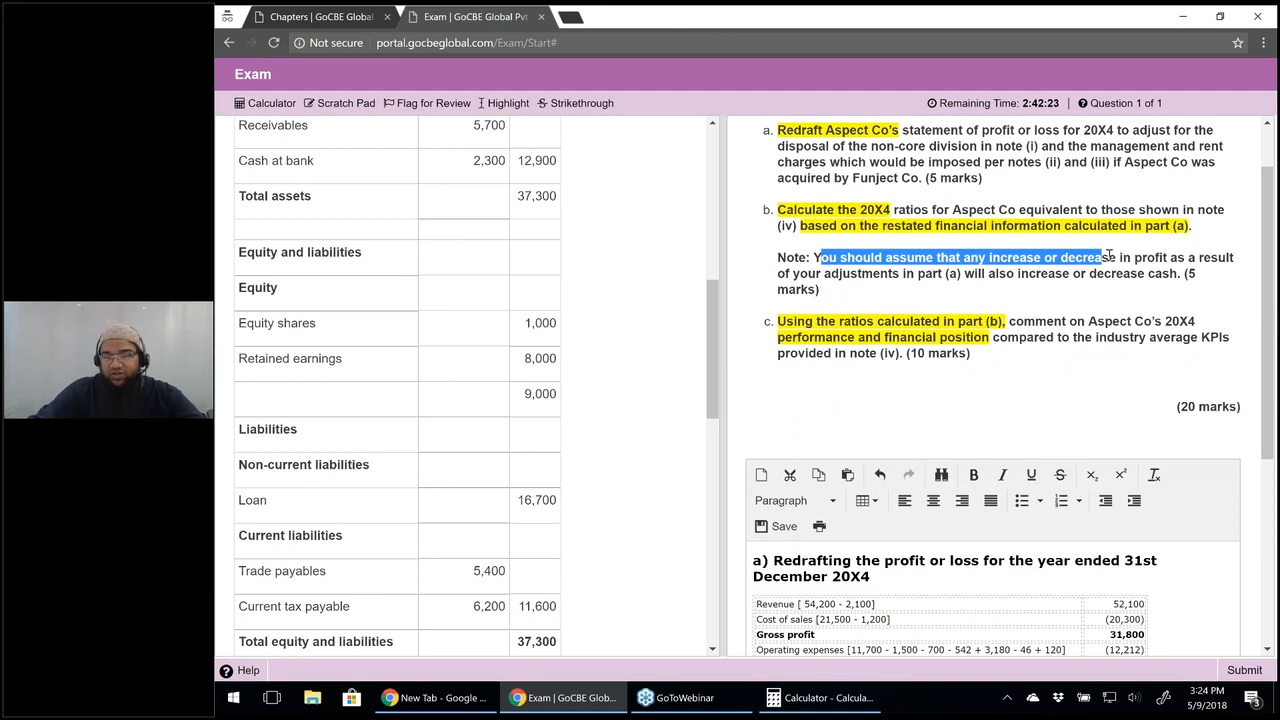 Chapters | GoCBE Global
Exam | GoCBE Global Pvt
Not secure
portal.gocbeglobal.com/Exam/Start#
Exam
Calculator
Scratch Pad
Flag for Review
Highlight
Strikethrough
Remaining Time: 2:42:23
Question 1 of 1
Receivables 5,700
Cash at bank 2,300 12,900
Total assets 37,300
Equity and liabilities
Equity
Equity shares 1,000
Retained earnings 8,000
9,000
Liabilities
Non-current liabilities
Loan 16,700
Current liabilities
Trade payables 5,400
Current tax payable 6,200 11,600
Total equity and liabilities 37,300
a. Redraft Aspect Co's statement of profit or loss for 20X4 to adjust for the
disposal of the non-core division in note (i) and the management and rent
charges which would be imposed per notes (ii) and (iii) if Aspect Co was
acquired by Funject Co. (5 marks)
b. Calculate the 20X4 ratios for Aspect Co equivalent to those shown in note
(iv) based on the restated financial information calculated in part (a).
Note: You should assume that any increase or decrease in profit as a result
of your adjustments in part (a) will also increase or decrease cash. (5
marks)
c. Using the ratios calculated in part (b), comment on Aspect Co's 20X4
performance and financial position compared to the industry average KPIs
provided in note (iv). (10 marks)
(20 marks)
Paragraph
Save
a) Redrafting the profit or loss for the year ended 31st
December 20X4
Revenue [ 54,200 - 2,100] 52,100
Cost of sales [21,500 - 1,200] (20,300)
Gross profit 31,800
Operating expenses [11,700 - 1,500 - 700 - 542 + 3,180 - 46 + 120] (12,212)
Help
Submit
New Tab - Google ...
Exam | GoCBE Glob...
GoToWebinar
Calculator - Calcula...
3:24 PM
5/9/2018
3